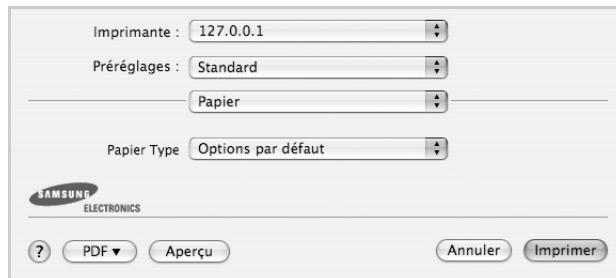 Imprimante : 127.0.0.1
Préréglages : Standard
Papier
Papier Type Options par défaut
SAMSUNG
ELECTRONICS
? PDF ▼ Aperçu Annuler Imprimer